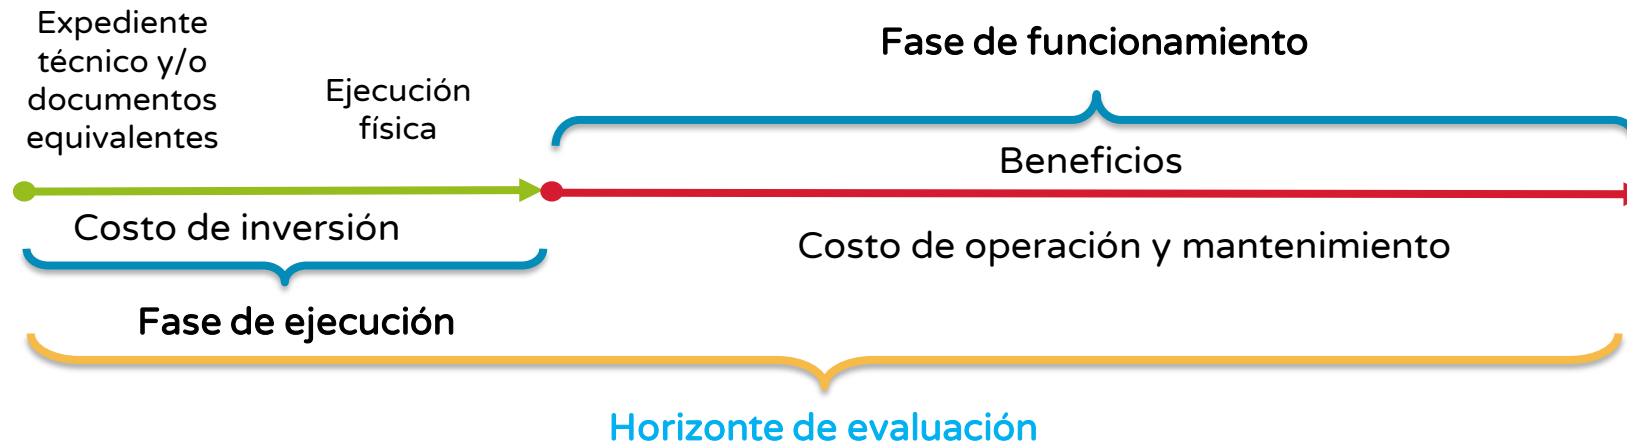 Expediente
técnico y/o
documentos
equivalentes
Ejecución
física
Fase de funcionamiento
Beneficios
Costo de inversión
Costo de operación y mantenimiento
Fase de ejecución
Horizonte de evaluación